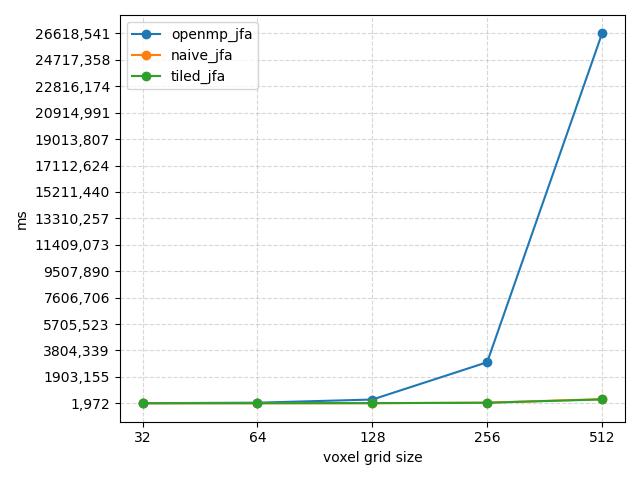 openmp_jfa
naive_jfa
tiled_jfa
ms
26618,541
24717,358
22816,174
20914,991
19013,807
17112,624
15211,440
13310,257
11409,073
9507,890
7606,706
5705,523
3804,339
1903,155
1,972
32 64 128 256 512
voxel grid size